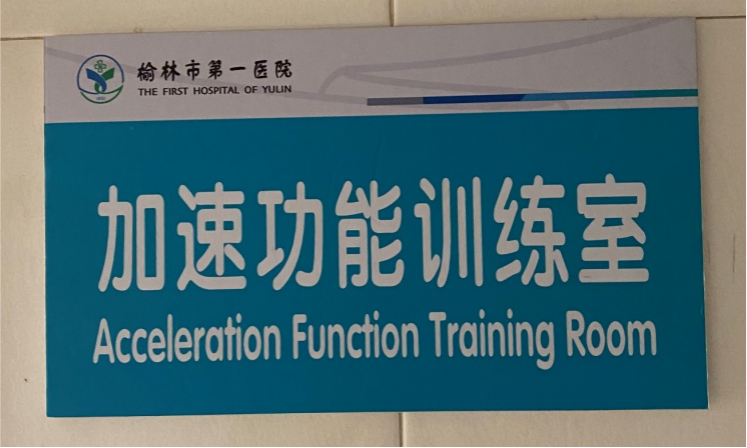 榆林市第一医院
THE FIRST HOSPITAL OF YULIN
加速功能训练室
Acceleration Function Training Room